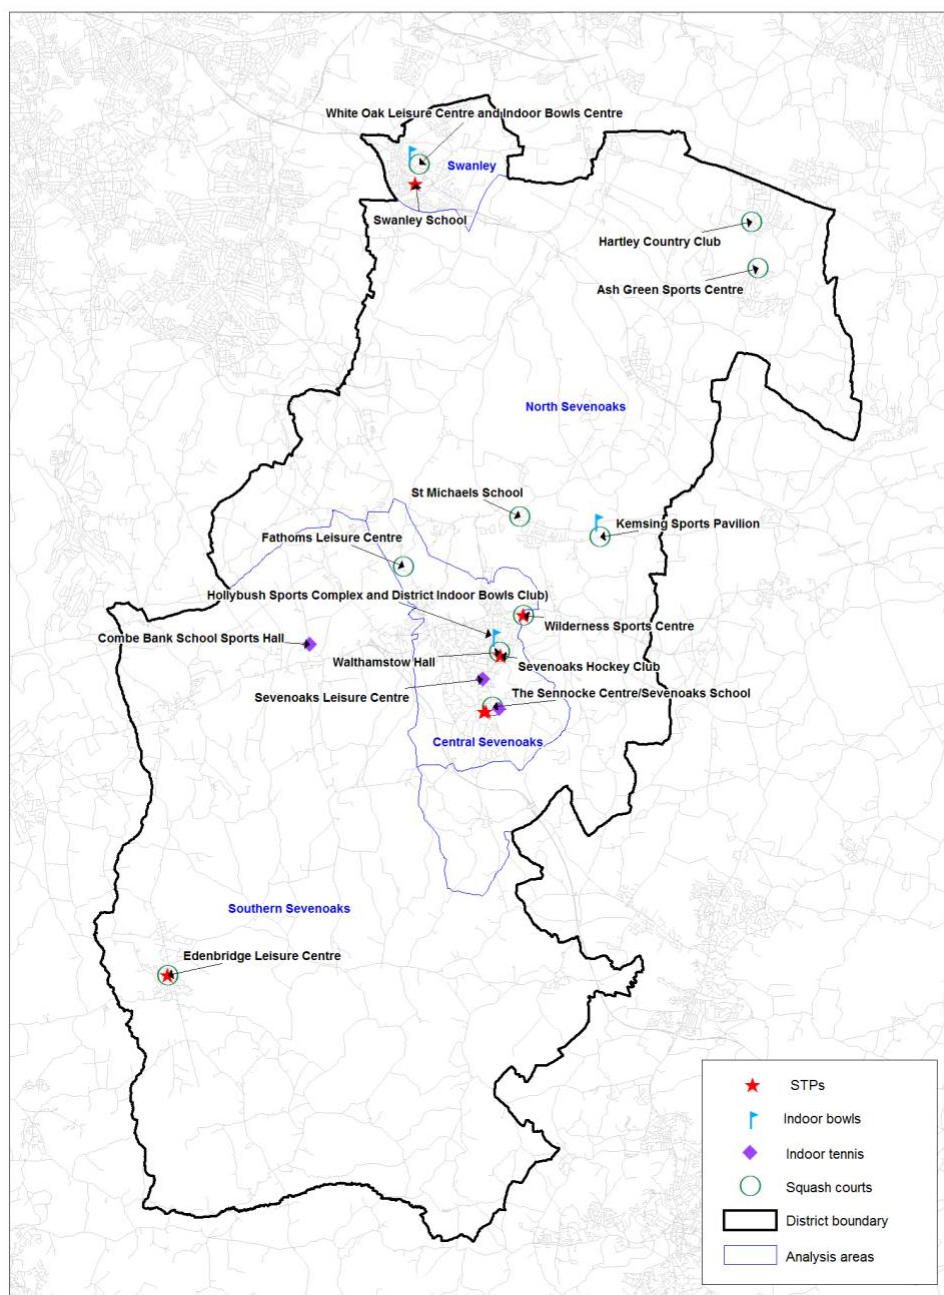 White Oak Leisure Centre and Indoor Bowls Centre
Swanley
Swanley School
Hartley Country Club
Ash Green Sports Centre
North Sevenoaks
St Michaels School
Kemsing Sports Pavilion
Fathoms Leisure Centre
Hollybush Sports Complex and District Indoor Bowls Club)
Wilderness Sports Centre
Combe Bank School Sports Hall
Walthamstow Hall
Sevenoaks Hockey Club
Sevenoaks Leisure Centre
The Sennocke Centre/Sevenoaks School
Central Sevenoaks
Southern Sevenoaks
Edenbridge Leisure Centre
STPs
Indoor bowls
Indoor tennis
Squash courts
District boundary
Analysis areas